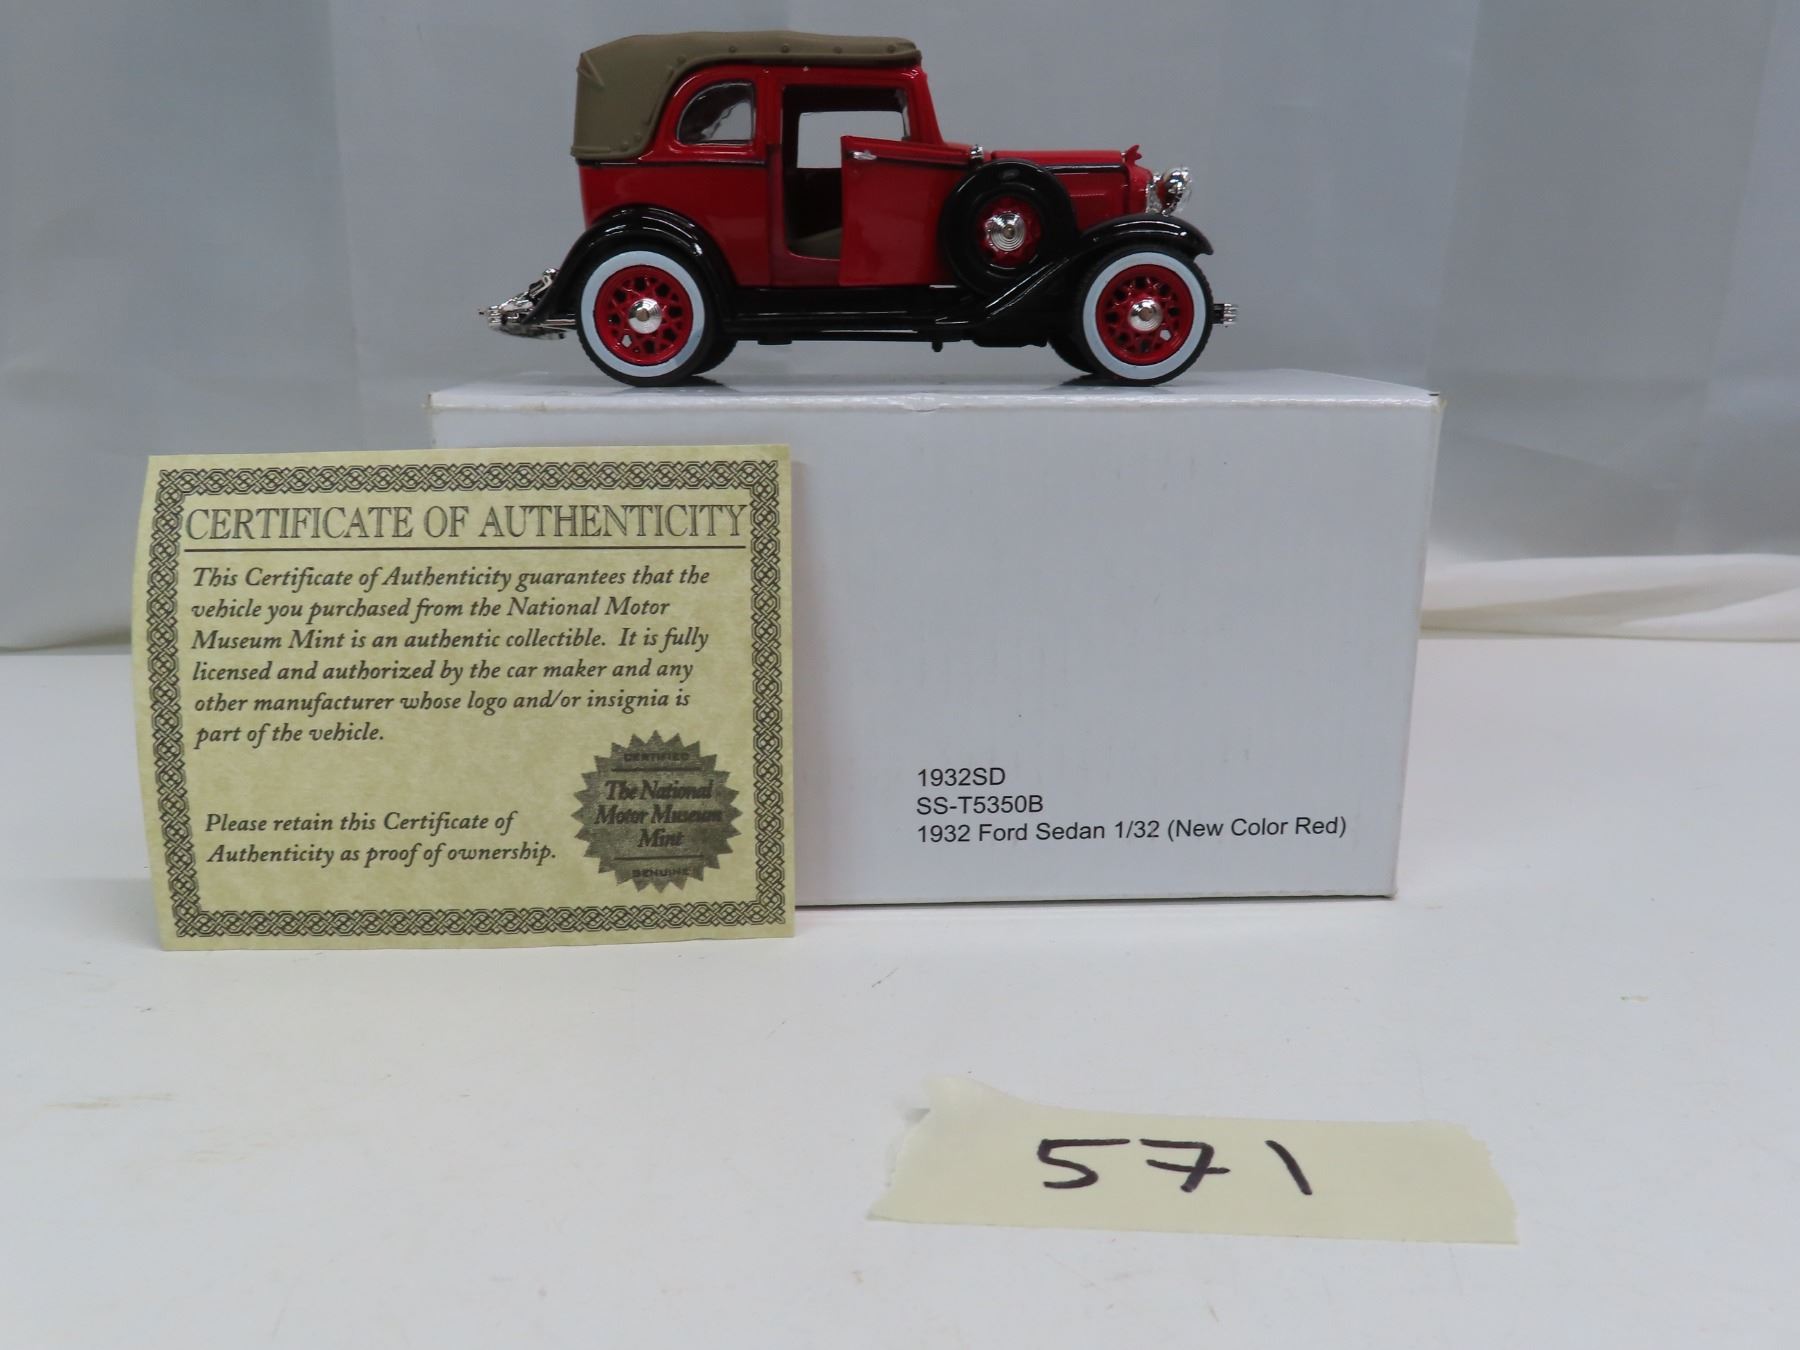 CERTIFICATE OF AUTHENTICITY
This Certificate of Authenticity guarantees that the
vehicle you purchased from the National Motor
Museum Mint is an authentic collectible. It is fully
licensed and authorized by the car maker and any
other manufacturer whose logo and/or insignia is
part of the vehicle.
Please retain this Certificate of
Authenticity as proof of ownership.
CERTIFIED
The National
Motor Museum
Mint
GENUINE
1932SD
SS-T5350B
1932 Ford Sedan 1/32 (New Color Red)
571